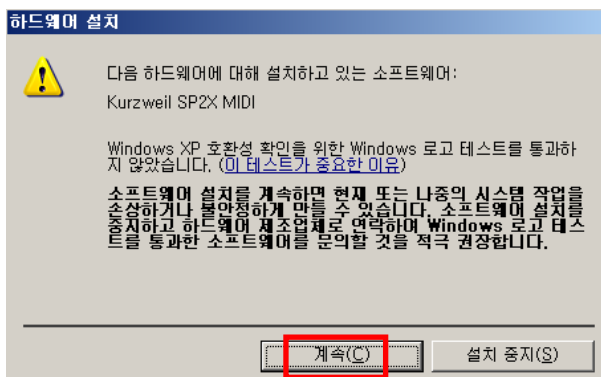 하드웨어 설치
다음 하드웨어에 대해 설치하고 있는 소프트웨어:
Kurzweil SP2X MIDI
Windows XP 호환성 확인을 위한 Windows 로고 테스트를 통과하
지 않았습니다. (이 테스트가 중요한 이유)
소프트웨어 설치를 계속하면 현재 또는 나중의 시스템 작업을
손상하거나 불안정하게 만들 수 있습니다. 소프트웨어 설치를
중지하고 하드웨어 제조업체로 연락하여 Windows 로고 테스
트를 통과한 소프트웨어를 문의할 것을 적극 권장합니다.
계속(C)
설치 중지(S)